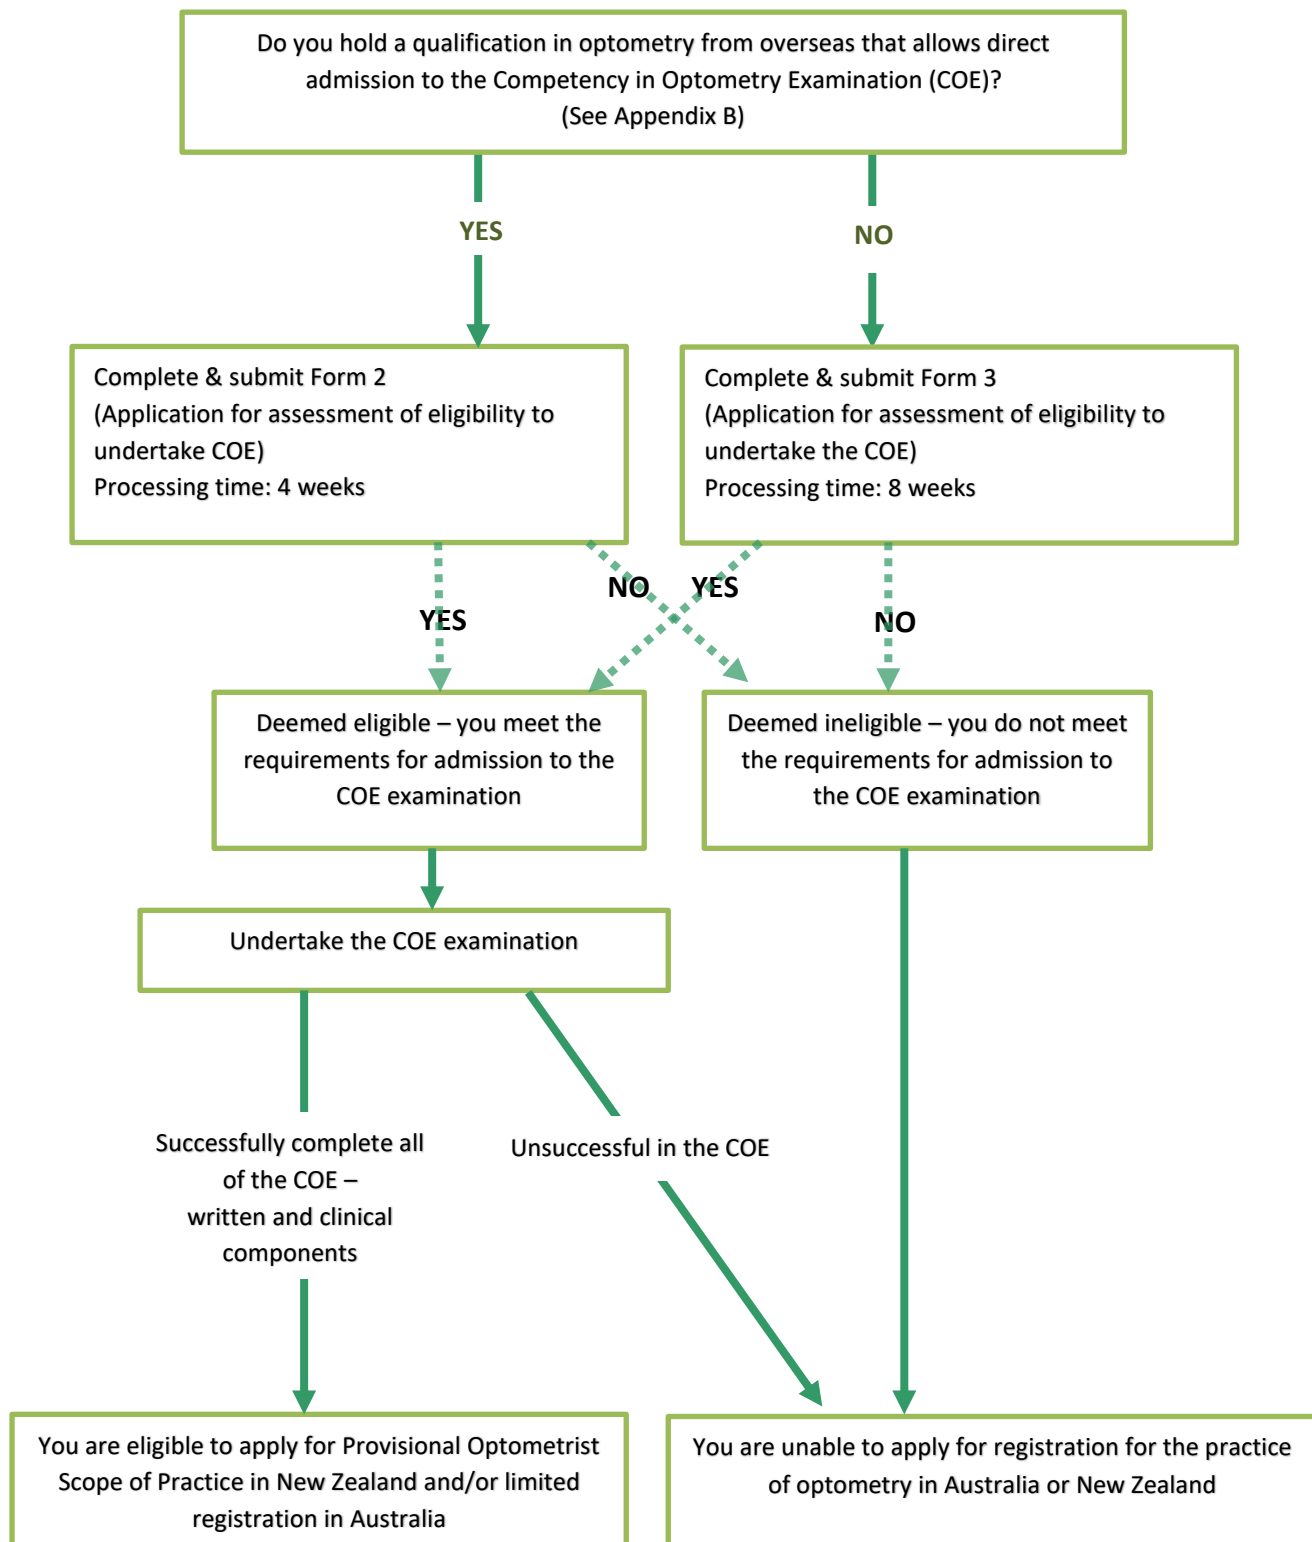 Do you hold a qualification in optometry from overseas that allows direct
admission to the Competency in Optometry Examination (COE)?
(See Appendix B)
YES
NO
Complete & submit Form 2
(Application for assessment of eligibility to
undertake COE)
Processing time: 4 weeks
Complete & submit Form 3
(Application for assessment of eligibility to
undertake the COE)
Processing time: 8 weeks
NO
YES
YES
NO
Deemed eligible – you meet the
requirements for admission to the
COE examination
Deemed ineligible – you do not meet
the requirements for admission to
the COE examination
Undertake the COE examination
Successfully complete all
of the COE –
written and clinical
components
Unsuccessful in the COE
You are eligible to apply for Provisional Optometrist
Scope of Practice in New Zealand and/or limited
registration in Australia
You are unable to apply for registration for the practice
of optometry in Australia or New Zealand